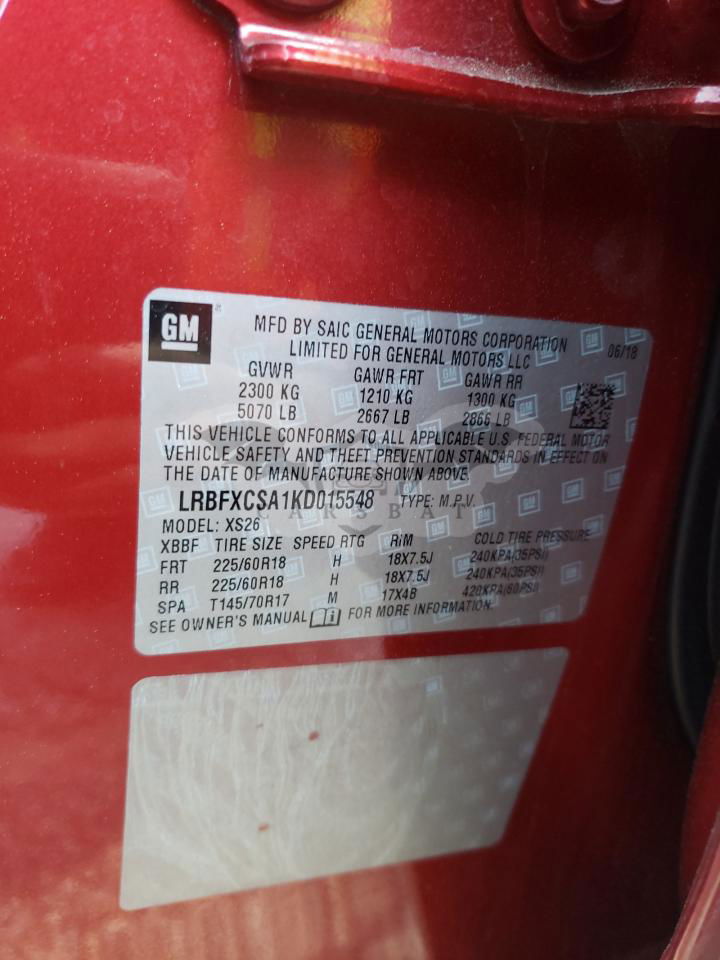 GM
MFD BY SAIC GENERAL MOTORS CORPORATION
LIMITED FOR GENERAL MOTORS LLC
06/18
GVWR GAWR FRT GAWR RR
2300 KG 1210 KG 1300 KG
5070 LB 2667 LB 2866 LB
THIS VEHICLE CONFORMS TO ALL APPLICABLE U.S. FEDERAL MOTOR
VEHICLE SAFETY AND THEFT PREVENTION STANDARDS IN EFFECT ON
THE DATE OF MANUFACTURE SHOWN ABOVE.
LRBFXCSA1KD015548 TYPE: M.P.V.
CARSBAT
MODEL: XS26
XBBF TIRE SIZE SPEED RTG RIM COLD TIRE PRESSURE
FRT 225/60R18 H 18X7.5J 240KPA(35PSI)
RR 225/60R18 H 18X7.5J 240KPA(35PSI)
SPA T145/70R17 M 17X4B 420KPA(60PSI)
SEE OWNER'S MANUAL FOR MORE INFORMATION.